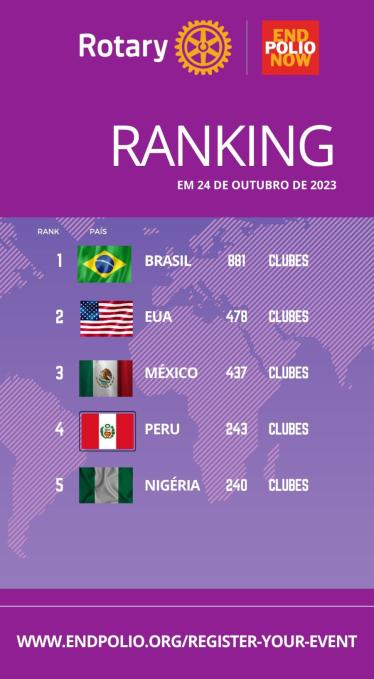 Rotary
END
POLIO
NOW
RANKING
EM 24 DE OUTUBRO DE 2023
RANK PAÍS
1 BRASIL 881 CLUBES
2 EUA 478 CLUBES
3 MÉXICO 437 CLUBES
4 PERU 243 CLUBES
5 NIGÉRIA 240 CLUBES
WWW.ENDPOLIO.ORG/REGISTER-YOUR-EVENT